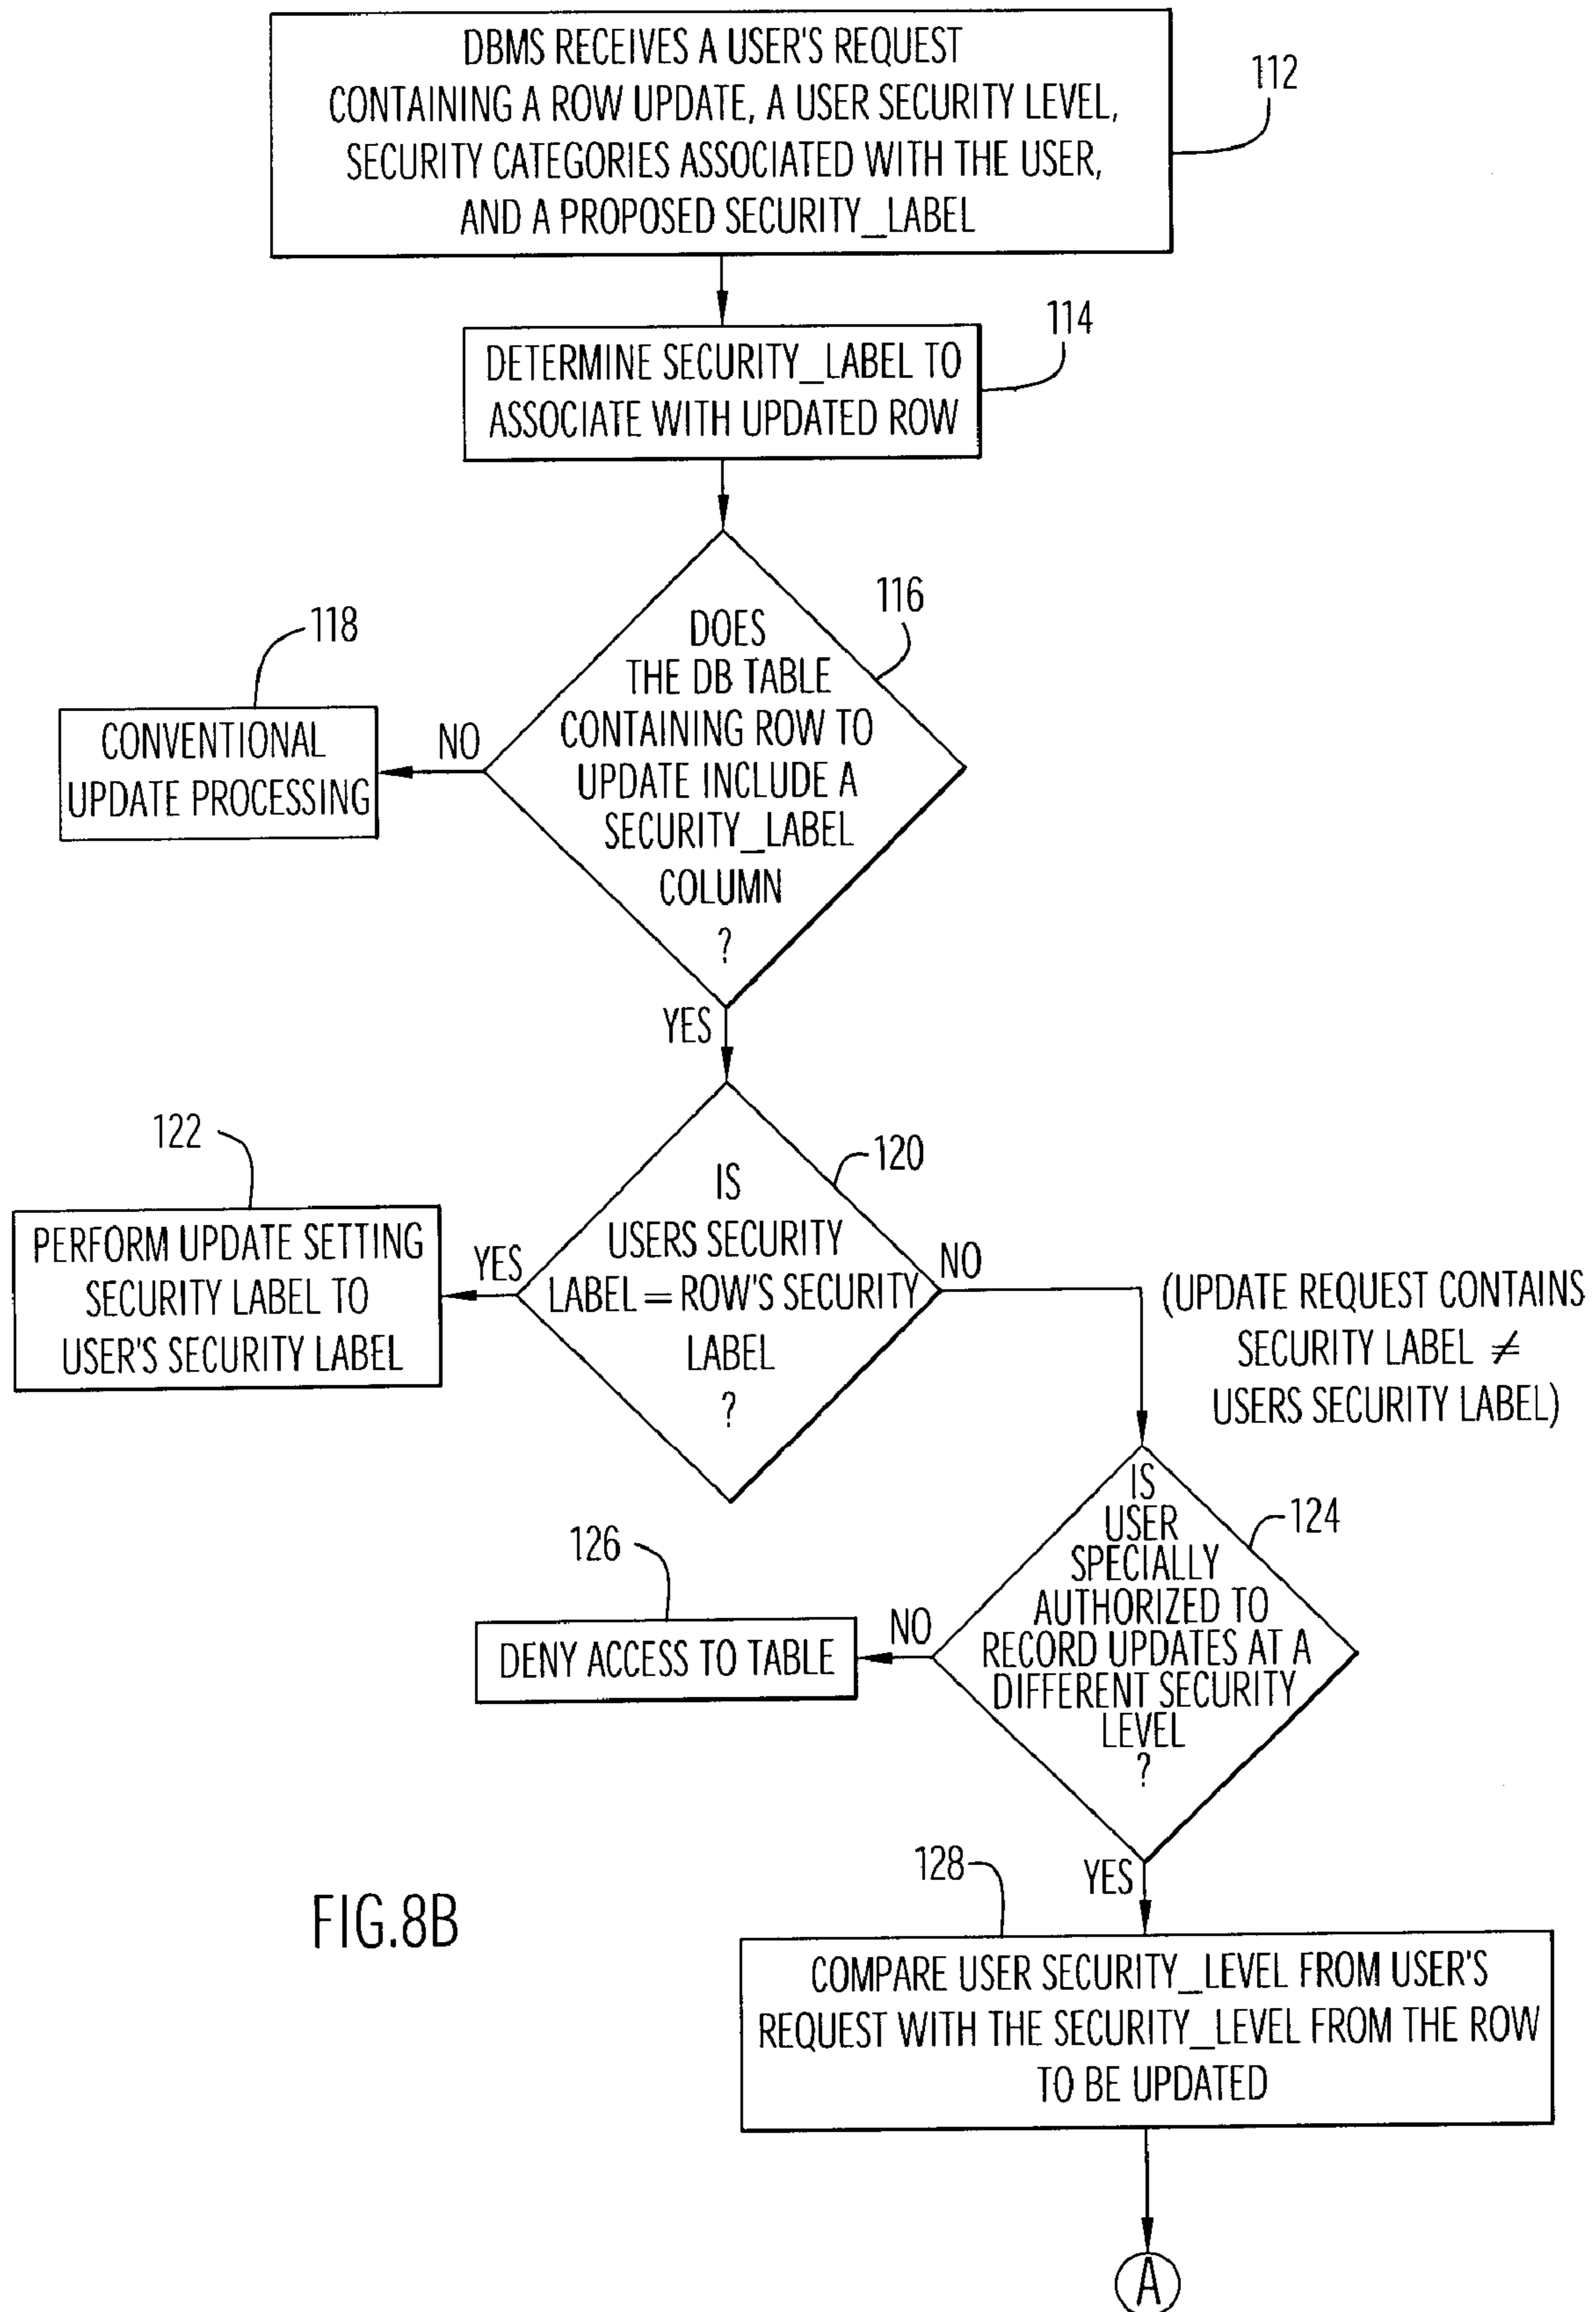 DBMS RECEIVES A USER'S REQUEST
CONTAINING A ROW UPDATE, A USER SECURITY LEVEL,
SECURITY CATEGORIES ASSOCIATED WITH THE USER,
AND A PROPOSED SECURITY_LABEL
112
DETERMINE SECURITY_LABEL TO
ASSOCIATE WITH UPDATED ROW
114
DOES
THE DB TABLE
CONTAINING ROW TO
UPDATE INCLUDE A
SECURITY_LABEL
COLUMN
?
116
NO
118
CONVENTIONAL
UPDATE PROCESSING
YES
IS
USERS SECURITY
LABEL=ROW'S SECURITY
LABEL
?
120
YES
122
PERFORM UPDATE SETTING
SECURITY LABEL TO
USER'S SECURITY LABEL
NO
(UPDATE REQUEST CONTAINS
SECURITY LABEL ≠
USERS SECURITY LABEL)
IS
USER
SPECIALLY
AUTHORIZED TO
RECORD UPDATES AT A
DIFFERENT SECURITY
LEVEL
?
124
NO
126
DENY ACCESS TO TABLE
YES
128
COMPARE USER SECURITY_LEVEL FROM USER'S
REQUEST WITH THE SECURITY_LEVEL FROM THE ROW
TO BE UPDATED
A
FIG.8B